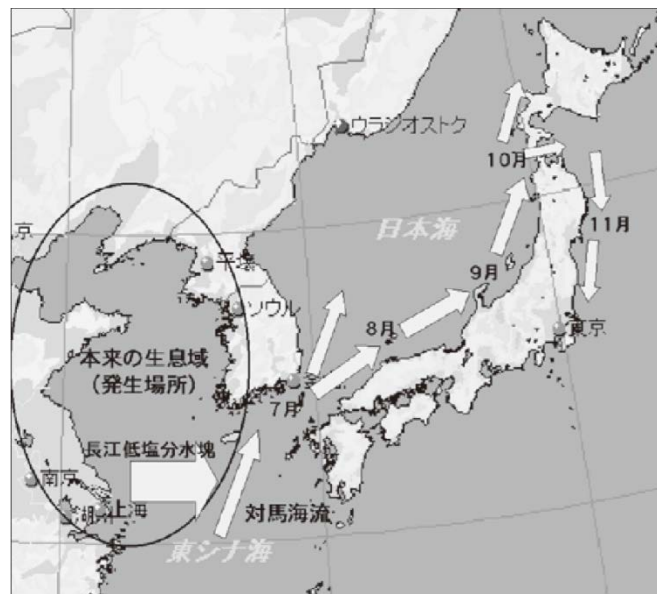 ウラジオストク
10月
京
日本海
11月
平壌
9月
ソウル
8月
東京
本来の生息域
(発生場所)
7月
長江低塩分水塊
南京
上海
対馬海流
東シナ海